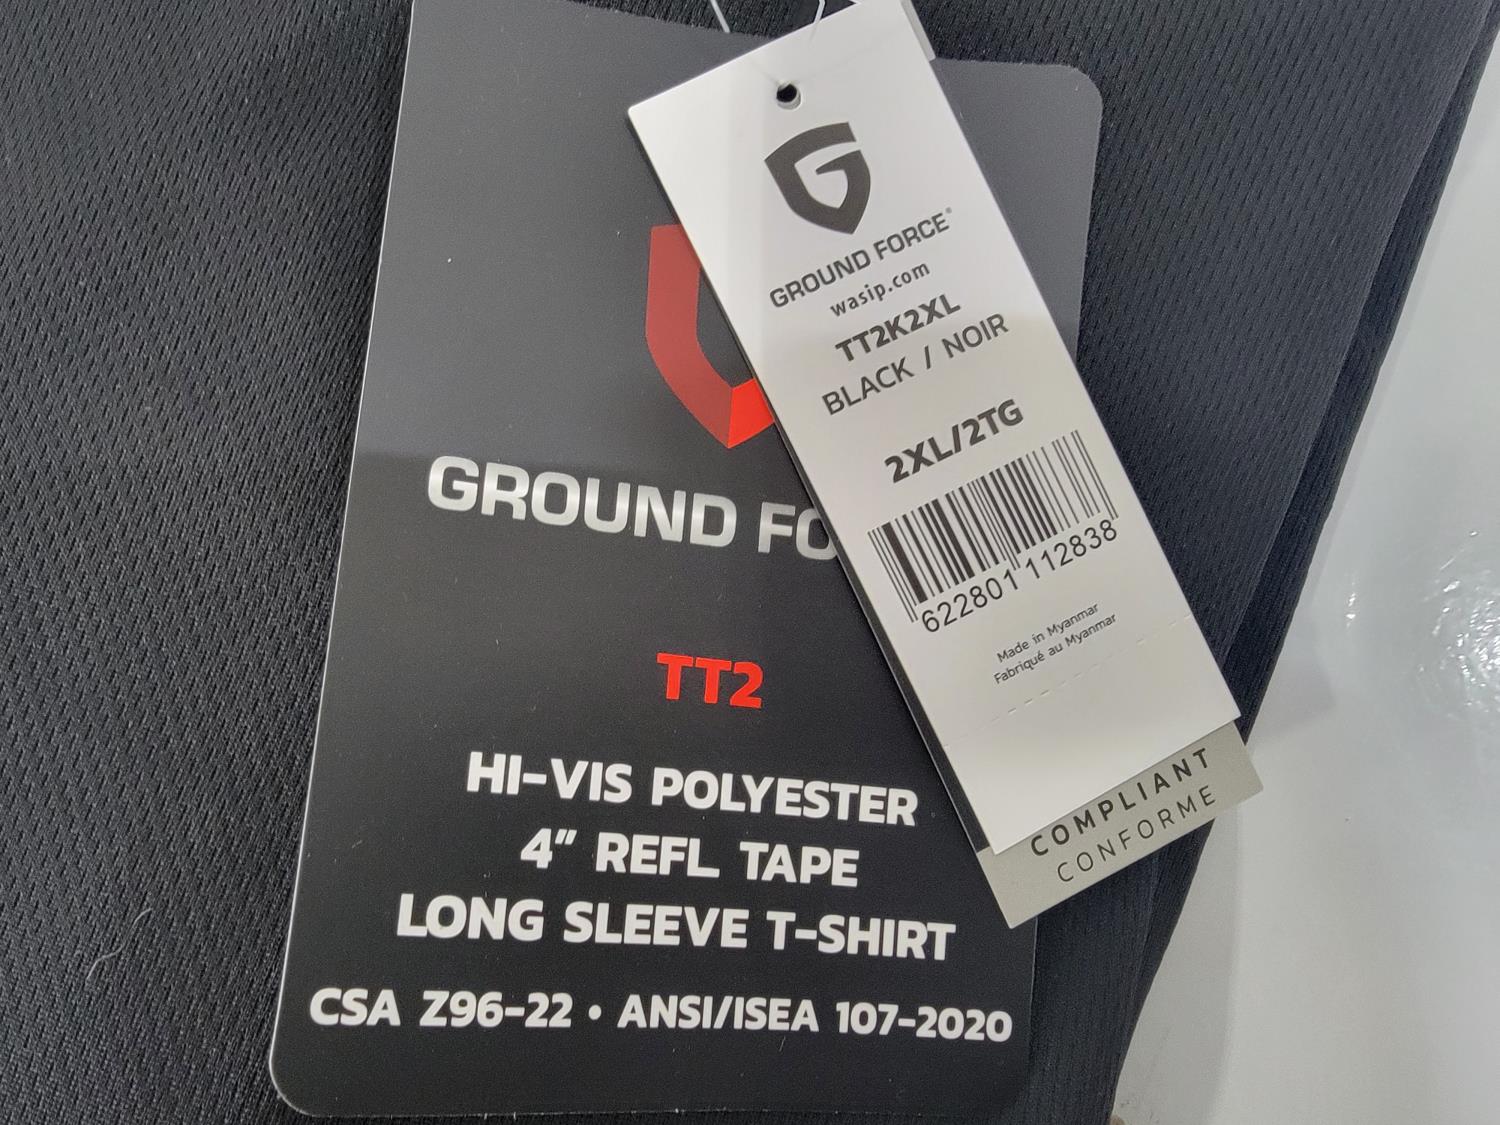 GROUND FORCE®
wasip.com
TT2K2XL
BLACK / NOIR
2XL/2TG
622801 112838
Made in Myanmar
Fabriqué au Myanmar
COMPLIANT
CONFORME
GROUND FO
TT2
HI-VIS POLYESTER
4" REFL TAPE
LONG SLEEVE T-SHIRT
CSA Z96-22 • ANSI/ISEA 107-2020